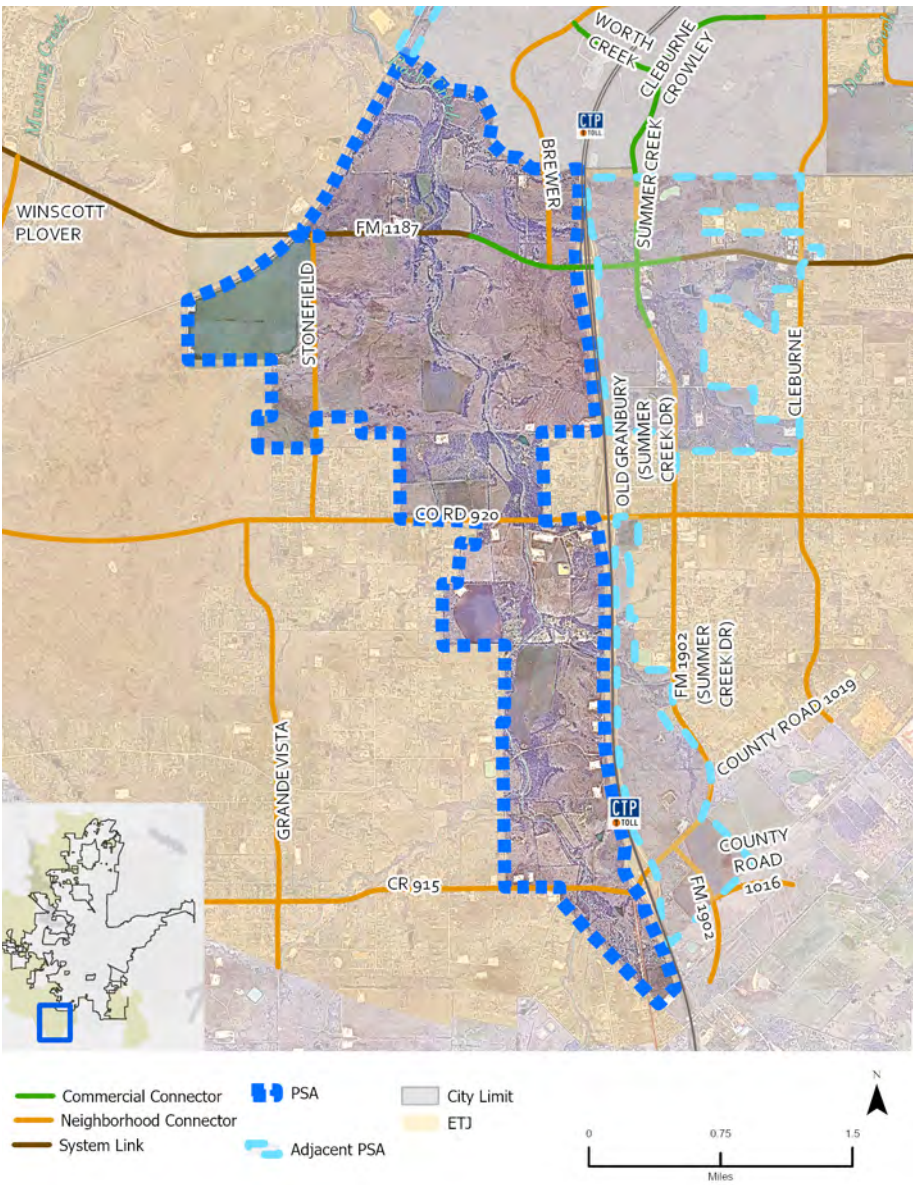 WORTH
CREEK
CLEBURNE
CROWLEY
Mustang Creek
Deer Creek
CTP
TOLL
BREWER
SUMMER CREEK
WINSCOTT
PLOVER
FM 1187
STONEFIELD
CLEBURNE
OLD GRANBURY
(SUMMER
CREEK DR)
CO RD 920
FM 1902
(SUMMER
CREEK DR)
COUNTY ROAD 1019
GRANDEVISTA
CTP
TOLL
COUNTY
ROAD
1016
CR 915
FM 1902
Commercial Connector
Neighborhood Connector
System Link
PSA
Adjacent PSA
City Limit
ETJ
N
0 0.75 1.5
Miles